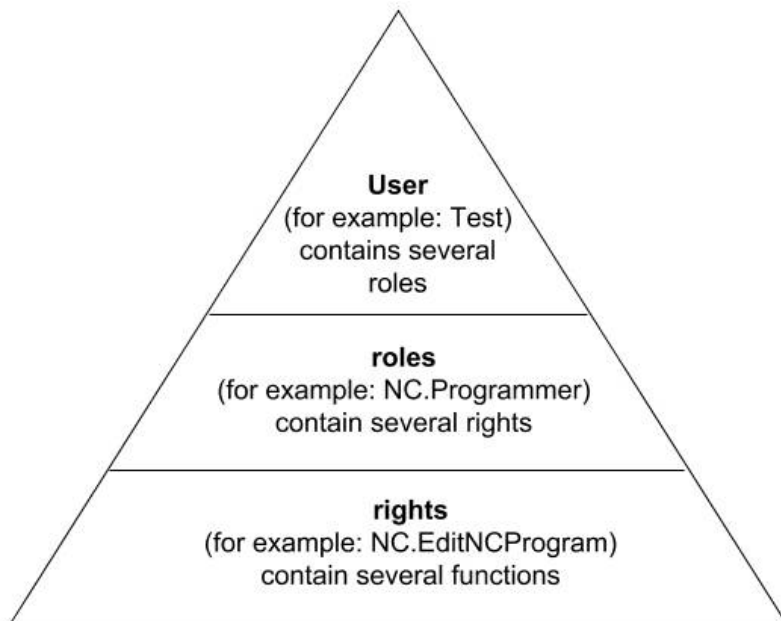 User
(for example: Test)
contains several
roles
roles
(for example: NC.Programmer)
contain several rights
rights
(for example: NC.EditNCProgram)
contain several functions